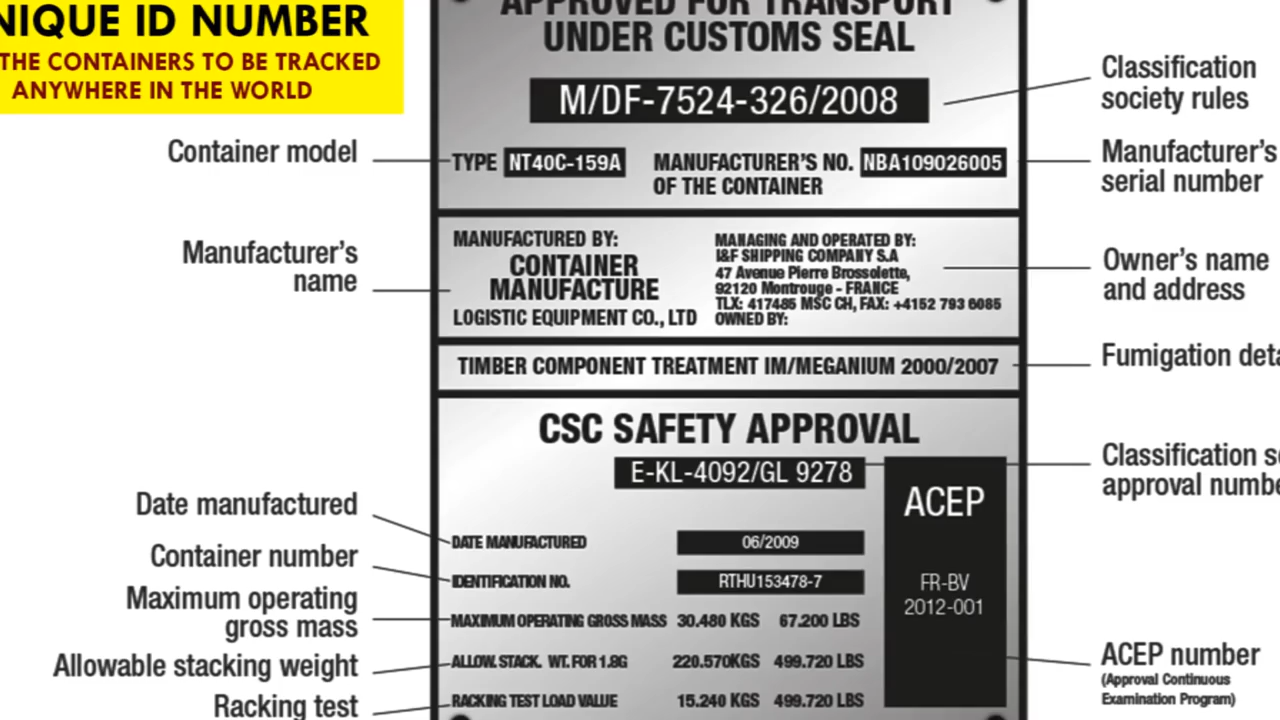 NIQUE ID NUMBER
THE CONTAINERS TO BE TRACKED
ANYWHERE IN THE WORLD
APPROVED FOR TRANSPORT
UNDER CUSTOMS SEAL
M/DF-7524-326/2008
Classification
society rules
Container model
TYPE NT40C-159A MANUFACTURER'S NO. NBA109026005
OF THE CONTAINER
Manufacturer's
serial number
Manufacturer's
name
MANUFACTURED BY:
CONTAINER
MANUFACTURE
LOGISTIC EQUIPMENT CO., LTD
MANAGING AND OPERATED BY:
I&F SHIPPING COMPANY S.A
47 Avenue Pierre Brossolette,
92120 Montrouge - FRANCE
TLX: 417485 MSC CH, FAX: +4152 793 6085
OWNED BY:
Owner's name
and address
TIMBER COMPONENT TREATMENT IM/MEGANIUM 2000/2007
Fumigation deta
CSC SAFETY APPROVAL
E-KL-4092/GL 9278
Classification so
approval numbe
ACEP
FR-BV
2012-001
Date manufactured
DATE MANUFACTURED 06/2009
Container number
IDENTIFICATION NO. RTHU153478-7
Maximum operating
gross mass
MAXIMUM OPERATING GROSS MASS 30.480 KGS 67.200 LBS
Allowable stacking weight
ALLOW. STACK. WT. FOR 1.8G 220.570KGS 499.720 LBS
Racking test
RACKING TEST LOAD VALUE 15.240 KGS 499.720 LBS
ACEP number
(Approval Continuous
Examination Program)